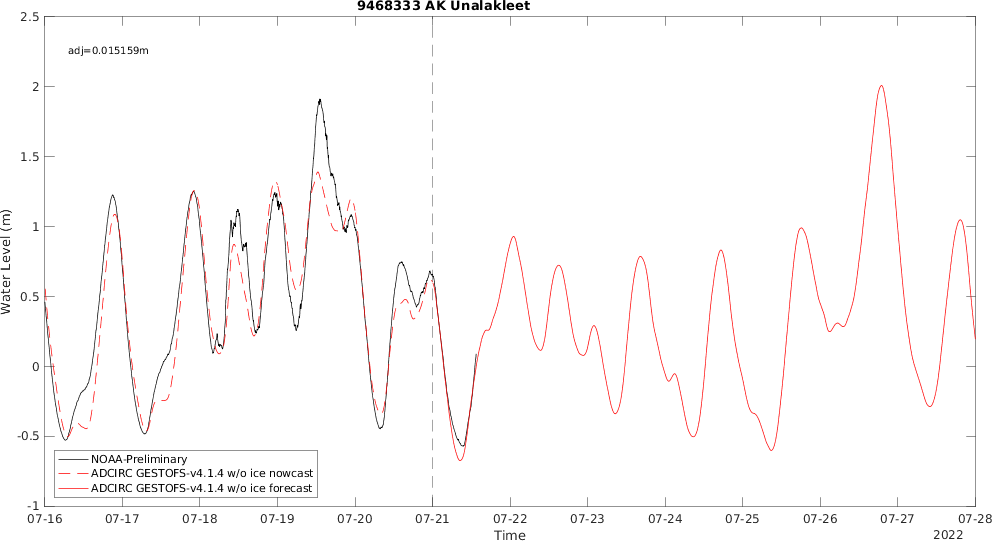 9468333 AK Unalakleet
adj=0.015159m
2.5
2
1.5
1
0.5
0
-0.5
-1
Water Level (m)
NOAA-Preliminary
ADCIRC GESTOFS-v4.1.4 w/o ice nowcast
ADCIRC GESTOFS-v4.1.4 w/o ice forecast
07-16 07-17 07-18 07-19 07-20 07-21 07-22 07-23 07-24 07-25 07-26 07-27 07-28
Time
2022